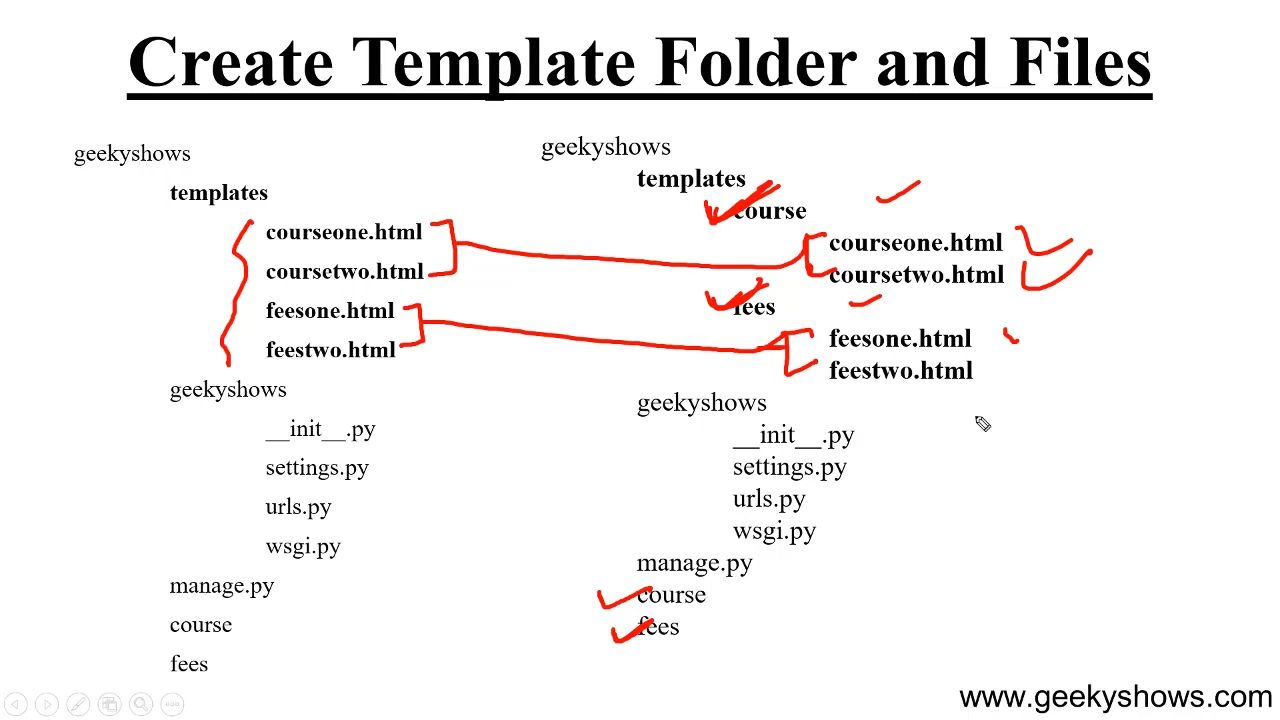 Create Template Folder and Files
geekyshows
templates
courseone.html
coursetwo.html
feesone.html
feestwo.html
geekyshows
__init__.py
settings.py
urls.py
wsgi.py
manage.py
course
fees
geekyshows
templates
course
courseone.html
coursetwo.html
fees
feesone.html
feestwo.html
geekyshows
__init__.py
settings.py
urls.py
wsgi.py
manage.py
course
fees
www.geekyshows.com